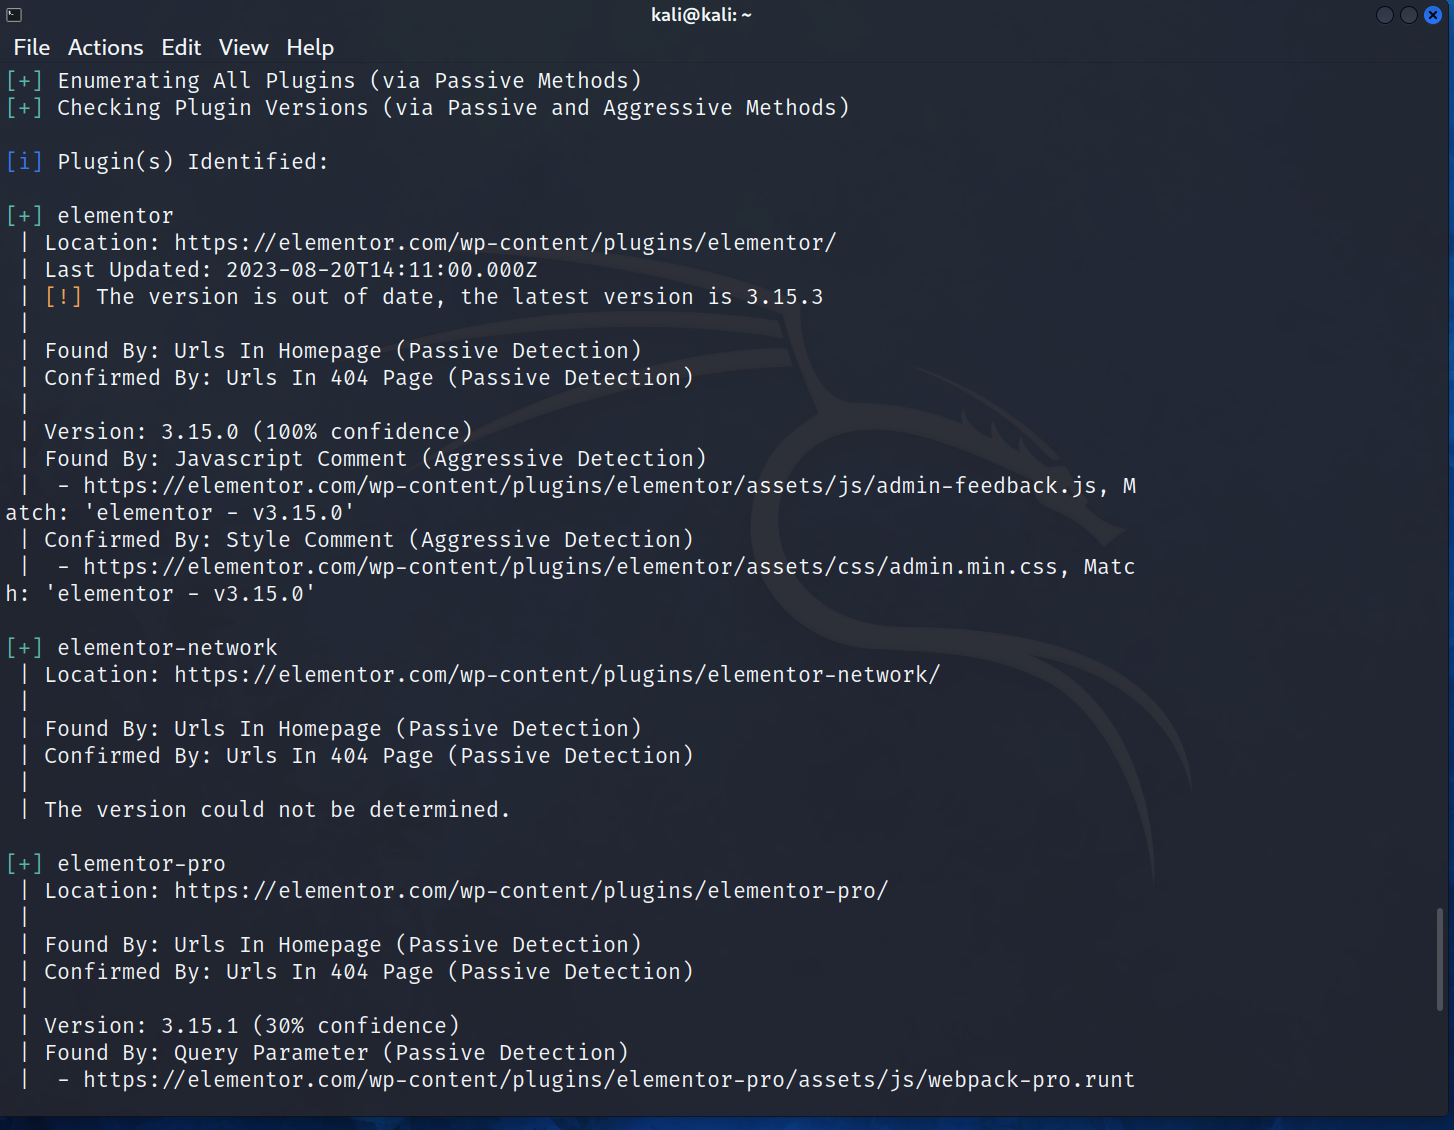 kali@kali: ~
File Actions Edit View Help
[+] Enumerating All Plugins (via Passive Methods)
[+] Checking Plugin Versions (via Passive and Aggressive Methods)
[i] Plugin(s) Identified:
[+] elementor
| Location: https://elementor.com/wp-content/plugins/elementor/
| Last Updated: 2023-08-20T14:11:00.000Z
| [!] The version is out of date, the latest version is 3.15.3
|
| Found By: Urls In Homepage (Passive Detection)
| Confirmed By: Urls In 404 Page (Passive Detection)
|
| Version: 3.15.0 (100% confidence)
| Found By: Javascript Comment (Aggressive Detection)
|  - https://elementor.com/wp-content/plugins/elementor/assets/js/admin-feedback.js, M
atch: 'elementor - v3.15.0'
| Confirmed By: Style Comment (Aggressive Detection)
|  - https://elementor.com/wp-content/plugins/elementor/assets/css/admin.min.css, Matc
h: 'elementor - v3.15.0'
[+] elementor-network
| Location: https://elementor.com/wp-content/plugins/elementor-network/
|
| Found By: Urls In Homepage (Passive Detection)
| Confirmed By: Urls In 404 Page (Passive Detection)
|
| The version could not be determined.
[+] elementor-pro
| Location: https://elementor.com/wp-content/plugins/elementor-pro/
|
| Found By: Urls In Homepage (Passive Detection)
| Confirmed By: Urls In 404 Page (Passive Detection)
|
| Version: 3.15.1 (30% confidence)
| Found By: Query Parameter (Passive Detection)
|  - https://elementor.com/wp-content/plugins/elementor-pro/assets/js/webpack-pro.runt